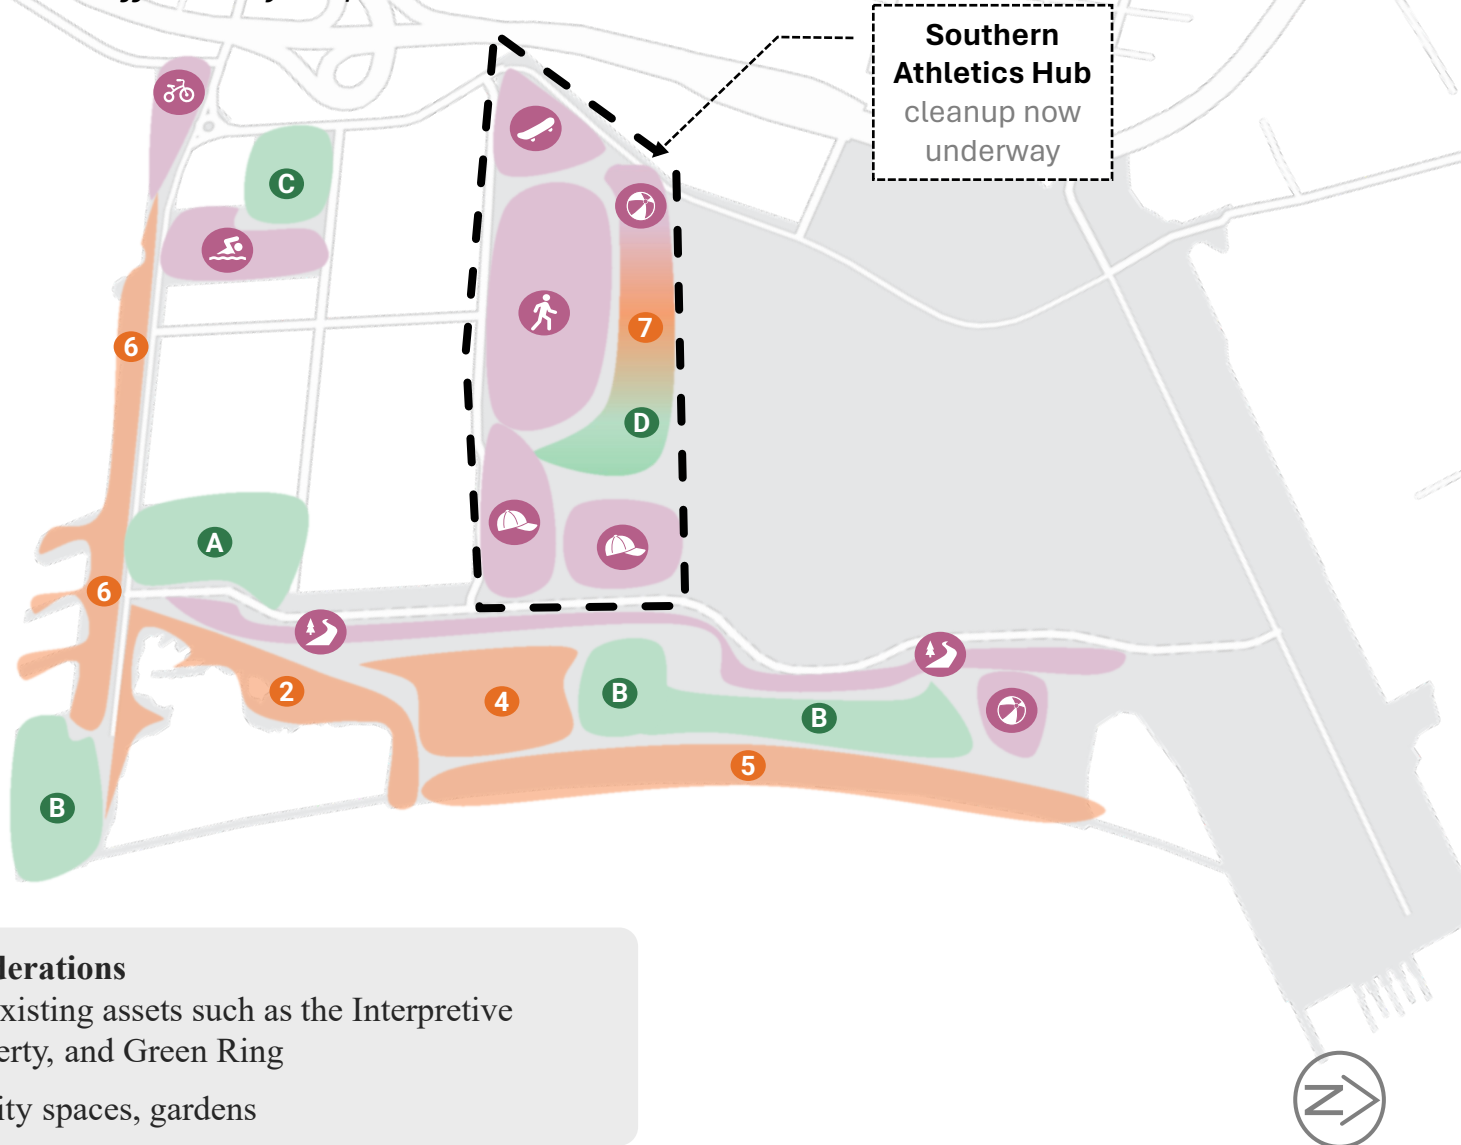 Southern
Athletics Hub
cleanup now
underway
C
7
6
D
A
6
B
2
4
B
5
B
derations
xisting assets such as the Interpretive
erty, and Green Ring
ity spaces, gardens
N